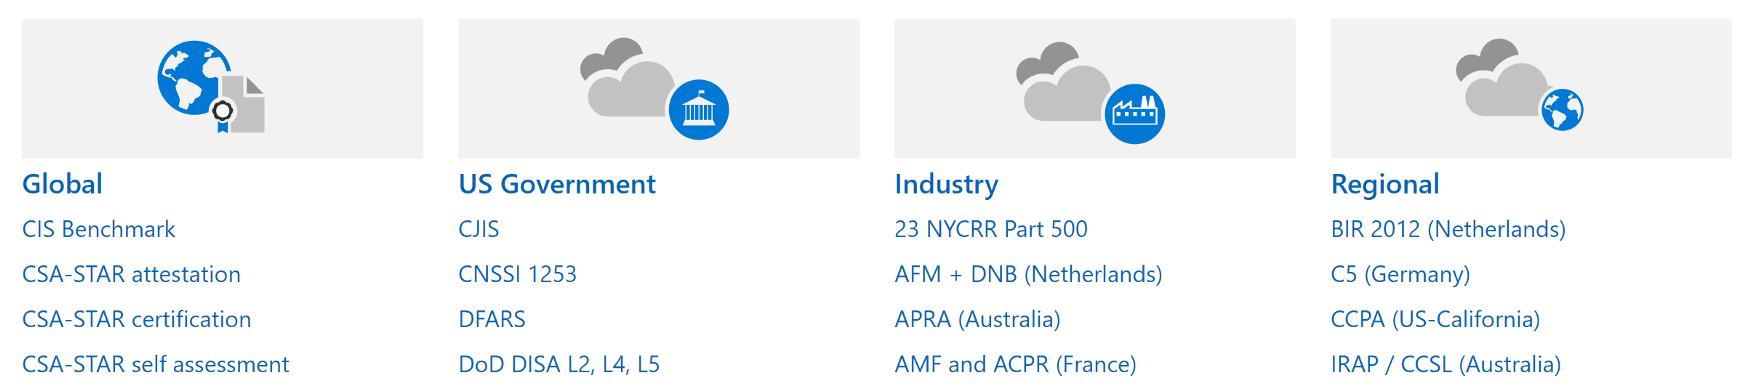 Global
CIS Benchmark
CSA-STAR attestation
CSA-STAR certification
CSA-STAR self assessment
US Government
CJIS
CNSSI 1253
DFARS
DoD DISA L2, L4, L5
Industry
23 NYCRR Part 500
AFM + DNB (Netherlands)
APRA (Australia)
AMF and ACPR (France)
Regional
BIR 2012 (Netherlands)
C5 (Germany)
CCPA (US-California)
IRAP / CCSL (Australia)